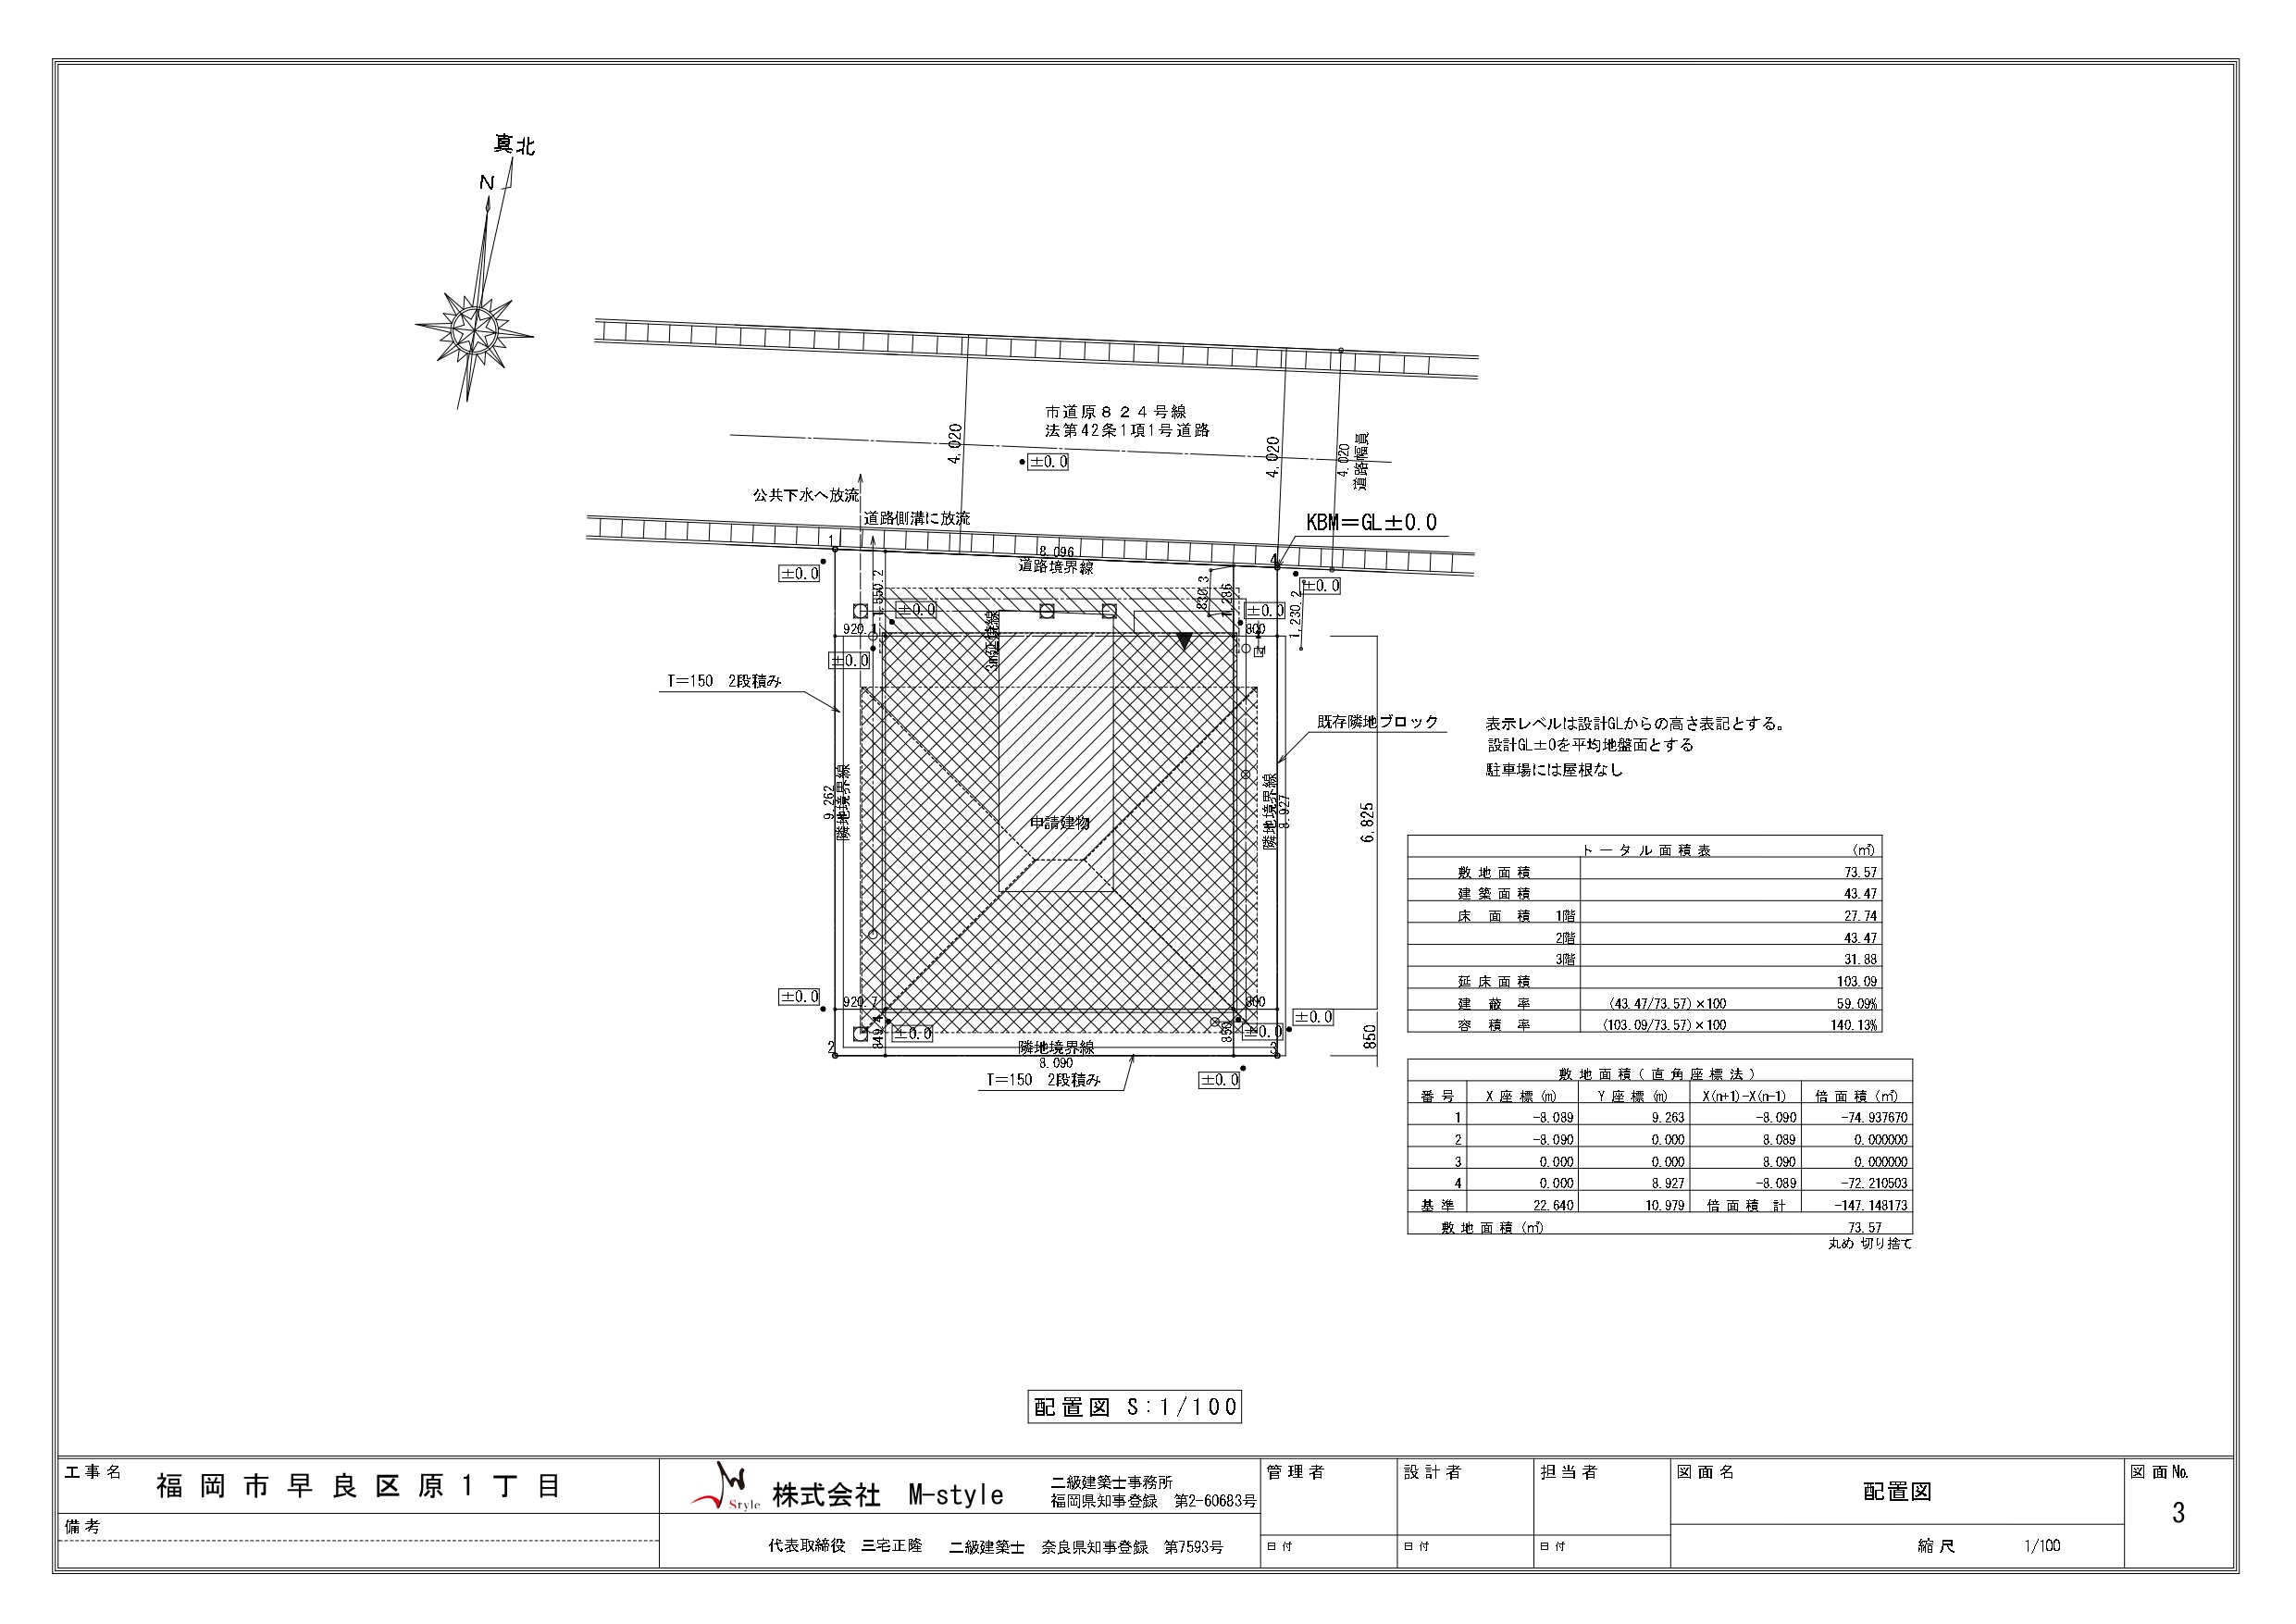 真北
N
市道原８２４号線
法第42条1項1号道路
4,020
4,020
4,020
道路幅員
±0.0
公共下水へ放流
道路側溝に放流
KBM＝GL±0.0
1
8.096
4
道路境界線
±0.0
±0.0
1,550.2
830.3
1,286
1,230.2
±0.0
±0.0
920.1
800
3m延焼線
±0.0
T＝150　2段積み
既存隣地ブロック
表示レベルは設計GLからの高さ表記とする。
設計GL±0を平均地盤面とする
駐車場には屋根なし
9.262
隣地境界線
申請建物
隣地境界線
8.927
6,825
トータル面積表 (㎡)
敷地面積 73.57
建築面積 43.47
床面積 1階 27.74
2階 43.47
3階 31.88
延床面積 103.09
建蔽率 (43.47/73.57)×100 59.09%
容積率 (103.09/73.57)×100 140.13%
±0.0
920.7
800
±0.0
849.4
±0.0
850
±0.0
850
2
隣地境界線
3
8.090
T＝150　2段積み
±0.0
敷地面積(直角座標法)
番号 X座標(m) Y座標(m) X(n+1)-X(n-1) 倍面積(㎡)
1 -8.089 9.263 -8.090 -74.937670
2 -8.090 0.000 8.089 0.000000
3 0.000 0.000 8.090 0.000000
4 0.000 8.927 -8.089 -72.210503
基準 22.640 10.979 倍面積計 -147.148173
敷地面積(㎡) 73.57
丸め 切り捨て
配置図 S:1/100
工事名 福岡市早良区原1丁目
備考
Style
株式会社　M-style
二級建築士事務所
福岡県知事登録　第2-60683号
代表取締役　三宅正隆　二級建築士　奈良県知事登録　第7593号
管理者
日付
設計者
日付
担当者
日付
図面名
配置図
縮尺 1/100
図面No.
3